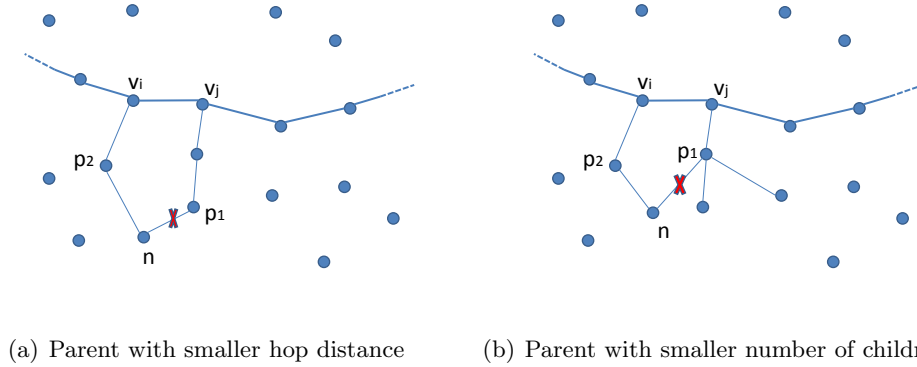 vi
vj
p2
p1
n
vi
vj
p2
p1
n
(a) Parent with smaller hop distance
(b) Parent with smaller number of childr